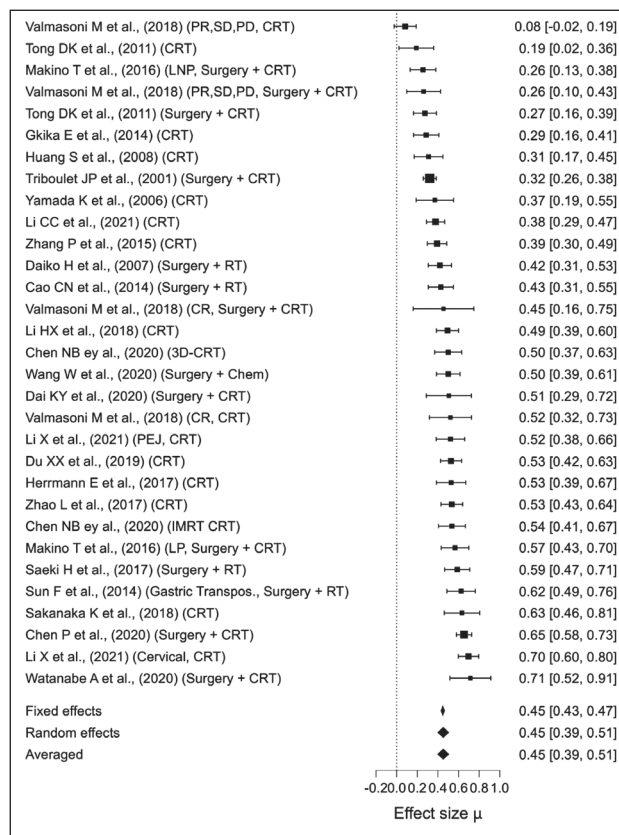 Valmasoni M et al., (2018) (PR,SD,PD, CRT) 0.08 [-0.02, 0.19]
Tong DK et al., (2011) (CRT) 0.19 [0.02, 0.36]
Makino T et al., (2016) (LNP, Surgery + CRT) 0.26 [0.13, 0.38]
Valmasoni M et al., (2018) (PR,SD,PD, Surgery + CRT) 0.26 [0.10, 0.43]
Tong DK et al., (2011) (Surgery + CRT) 0.27 [0.16, 0.39]
Gkika E et al., (2014) (CRT) 0.29 [0.16, 0.41]
Huang S et al., (2008) (CRT) 0.31 [0.17, 0.45]
Triboulet JP et al., (2001) (Surgery + CRT) 0.32 [0.26, 0.38]
Yamada K et al., (2006) (CRT) 0.37 [0.19, 0.55]
Li CC et al., (2021) (CRT) 0.38 [0.29, 0.47]
Zhang P et al., (2015) (CRT) 0.39 [0.30, 0.49]
Daiko H et al., (2007) (Surgery + RT) 0.42 [0.31, 0.53]
Cao CN et al., (2014) (Surgery + RT) 0.43 [0.31, 0.55]
Valmasoni M et al., (2018) (CR, Surgery + CRT) 0.45 [0.16, 0.75]
Li HX et al., (2018) (CRT) 0.49 [0.39, 0.60]
Chen NB ey al., (2020) (3D-CRT) 0.50 [0.37, 0.63]
Wang W et al., (2020) (Surgery + Chem) 0.50 [0.39, 0.61]
Dai KY et al., (2020) (Surgery + CRT) 0.51 [0.29, 0.72]
Valmasoni M et al., (2018) (CR, CRT) 0.52 [0.32, 0.73]
Li X et al., (2021) (PEJ, CRT) 0.52 [0.38, 0.66]
Du XX et al., (2019) (CRT) 0.53 [0.42, 0.63]
Herrmann E et al., (2017) (CRT) 0.53 [0.39, 0.67]
Zhao L et al., (2017) (CRT) 0.53 [0.43, 0.64]
Chen NB ey al., (2020) (IMRT CRT) 0.54 [0.41, 0.67]
Makino T et al., (2016) (LP, Surgery + CRT) 0.57 [0.43, 0.70]
Saeki H et al., (2017) (Surgery + RT) 0.59 [0.47, 0.71]
Sun F et al., (2014) (Gastric Transpos., Surgery + RT) 0.62 [0.49, 0.76]
Sakanaka K et al., (2018) (CRT) 0.63 [0.46, 0.81]
Chen P et al., (2020) (Surgery + CRT) 0.65 [0.58, 0.73]
Li X et al., (2021) (Cervical, CRT) 0.70 [0.60, 0.80]
Watanabe A et al., (2020) (Surgery + CRT) 0.71 [0.52, 0.91]
Fixed effects 0.45 [0.43, 0.47]
Random effects 0.45 [0.39, 0.51]
Averaged 0.45 [0.39, 0.51]
-0.2 0.0 0.2 0.4 0.6 0.8 1.0
Effect size μ